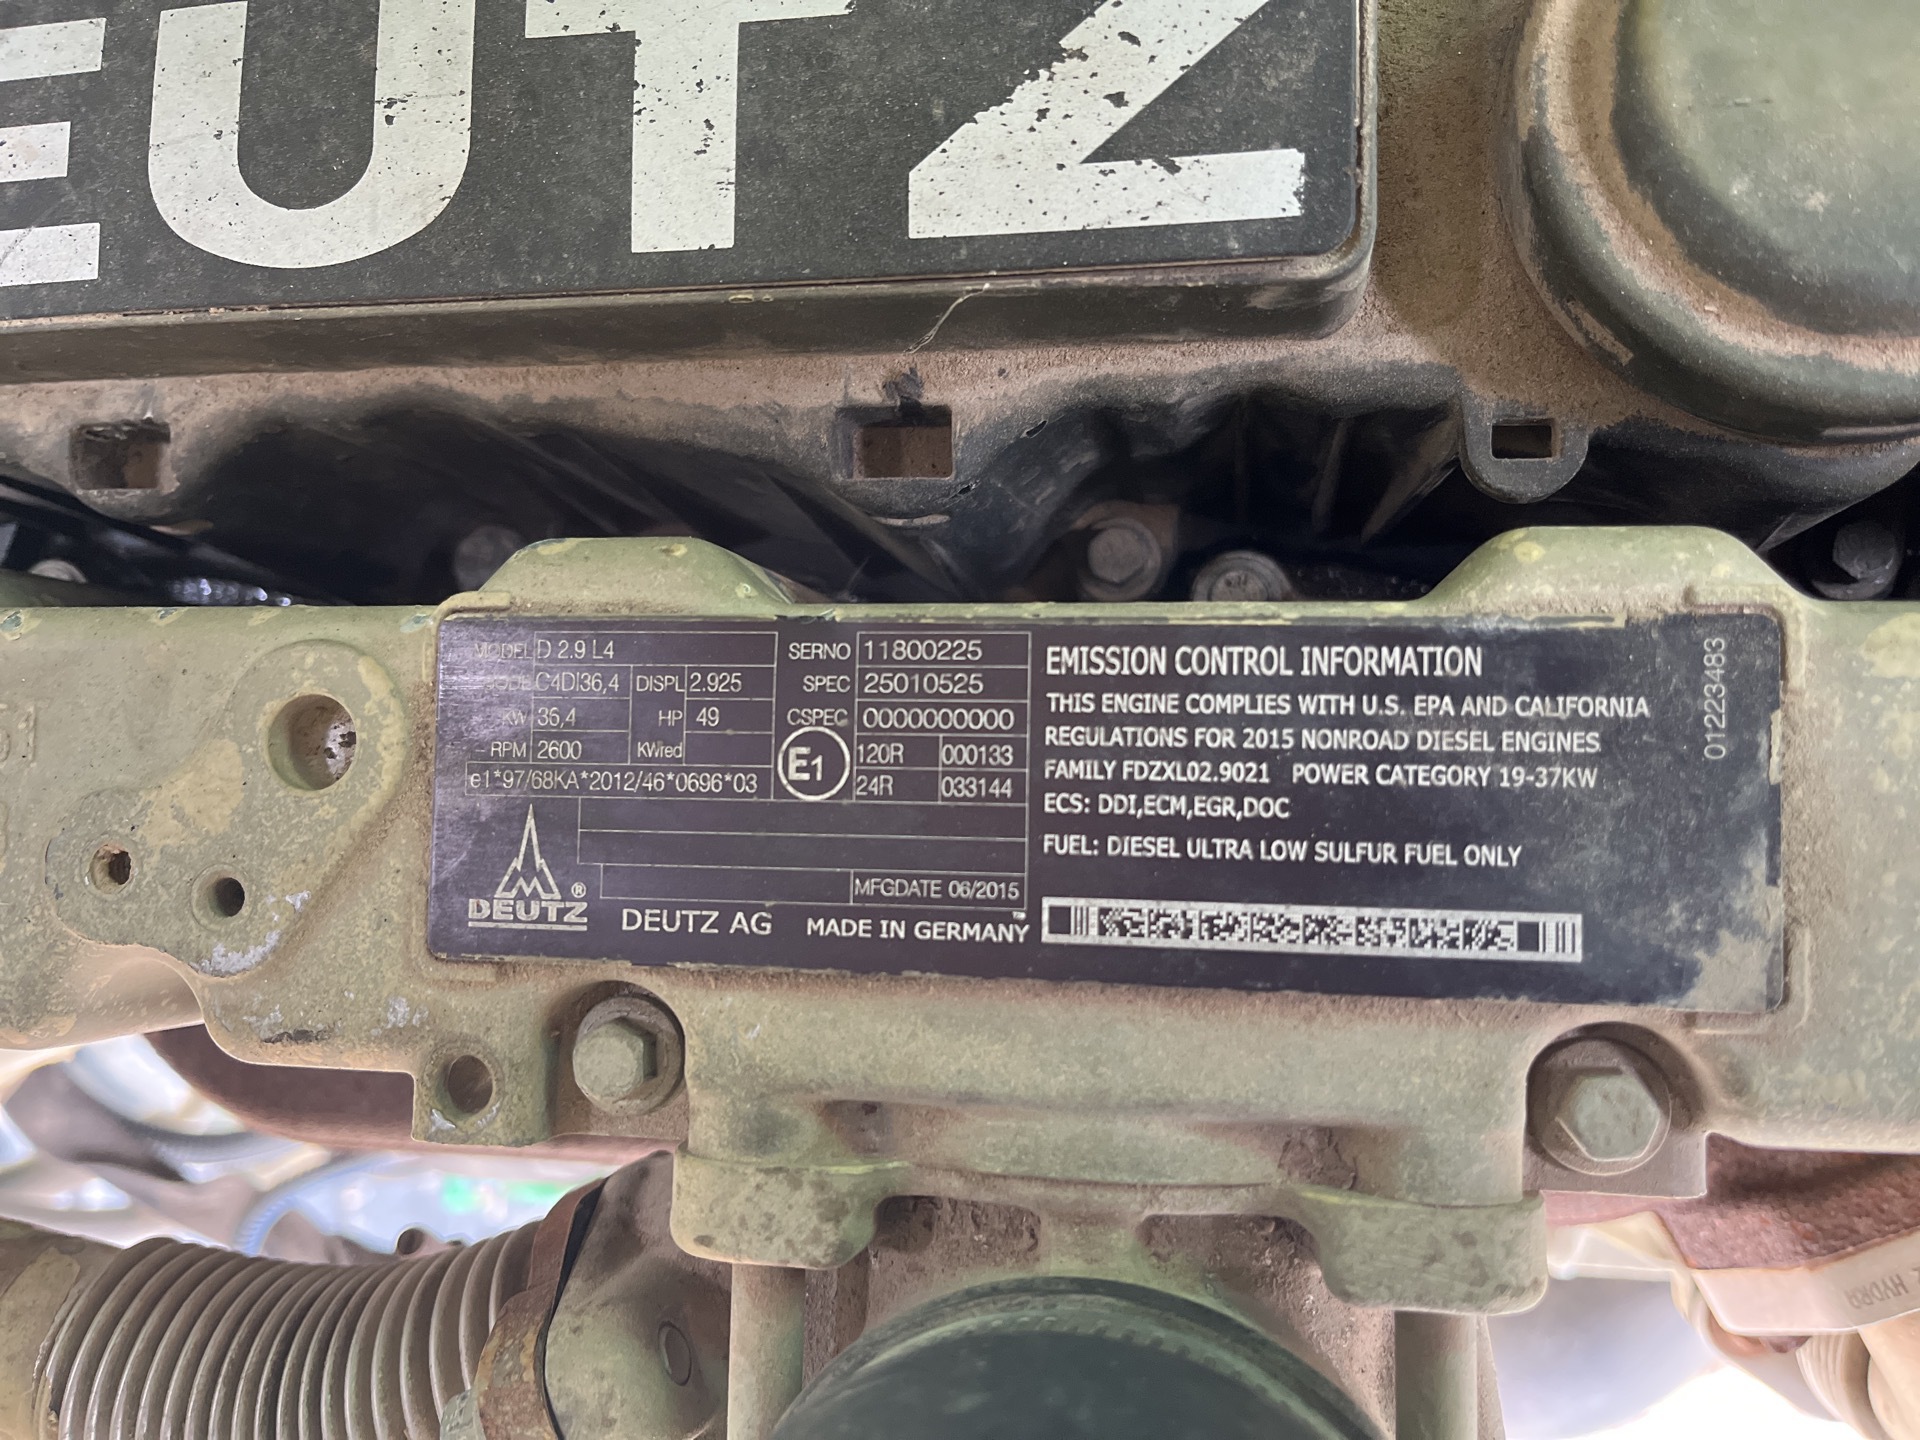 EUTZ
MODEL D 2.9 L4
CODE C4DI36,4 DISPL 2.925
KW 36,4 HP 49
RPM 2600 KWred
e1*97/68KA*2012/46*0696*03
SERNO 11800225
SPEC 25010525
CSPEC 0000000000
E1 120R 000133
24R 033144
MFGDATE 06/2015
DEUTZ ®
DEUTZ AG MADE IN GERMANY
EMISSION CONTROL INFORMATION
THIS ENGINE COMPLIES WITH U.S. EPA AND CALIFORNIA
REGULATIONS FOR 2015 NONROAD DIESEL ENGINES
FAMILY FDZXL02.9021 POWER CATEGORY 19-37KW
ECS: DDI,ECM,EGR,DOC
FUEL: DIESEL ULTRA LOW SULFUR FUEL ONLY
01223483
HYDRA